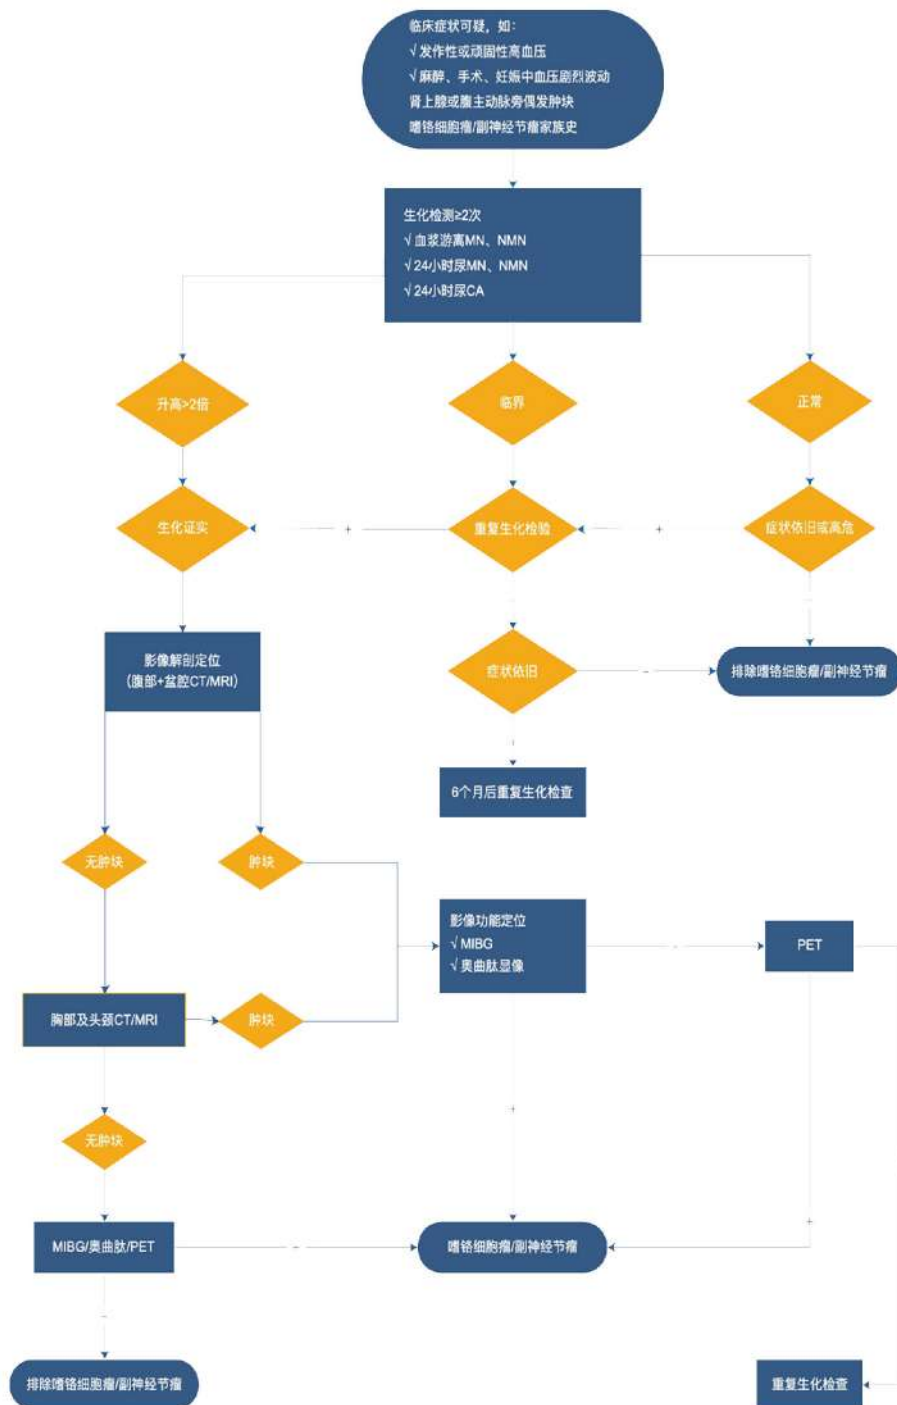 临床症状可疑，如：
√ 发作性或顽固性高血压
√ 麻醉、手术、妊娠中血压剧烈波动
肾上腺或腹主动脉旁偶发肿块
嗜铬细胞瘤/副神经节瘤家族史
生化检测≥2次
√ 血浆游离MN、NMN
√ 24小时尿MN、NMN
√ 24小时尿CA
升高>2倍
临界
正常
生化证实
+
重复生化检验
+
症状依旧或高危
影像解剖定位
（腹部+盆腔CT/MRI）
症状依旧
–
排除嗜铬细胞瘤/副神经节瘤
6个月后重复生化检查
无肿块
肿块
影像功能定位
√ MIBG
√ 奥曲肽显像
–
PET
胸部及头颈CT/MRI
肿块
+
无肿块
+
MIBG/奥曲肽/PET
–
嗜铬细胞瘤/副神经节瘤
–
排除嗜铬细胞瘤/副神经节瘤
重复生化检查